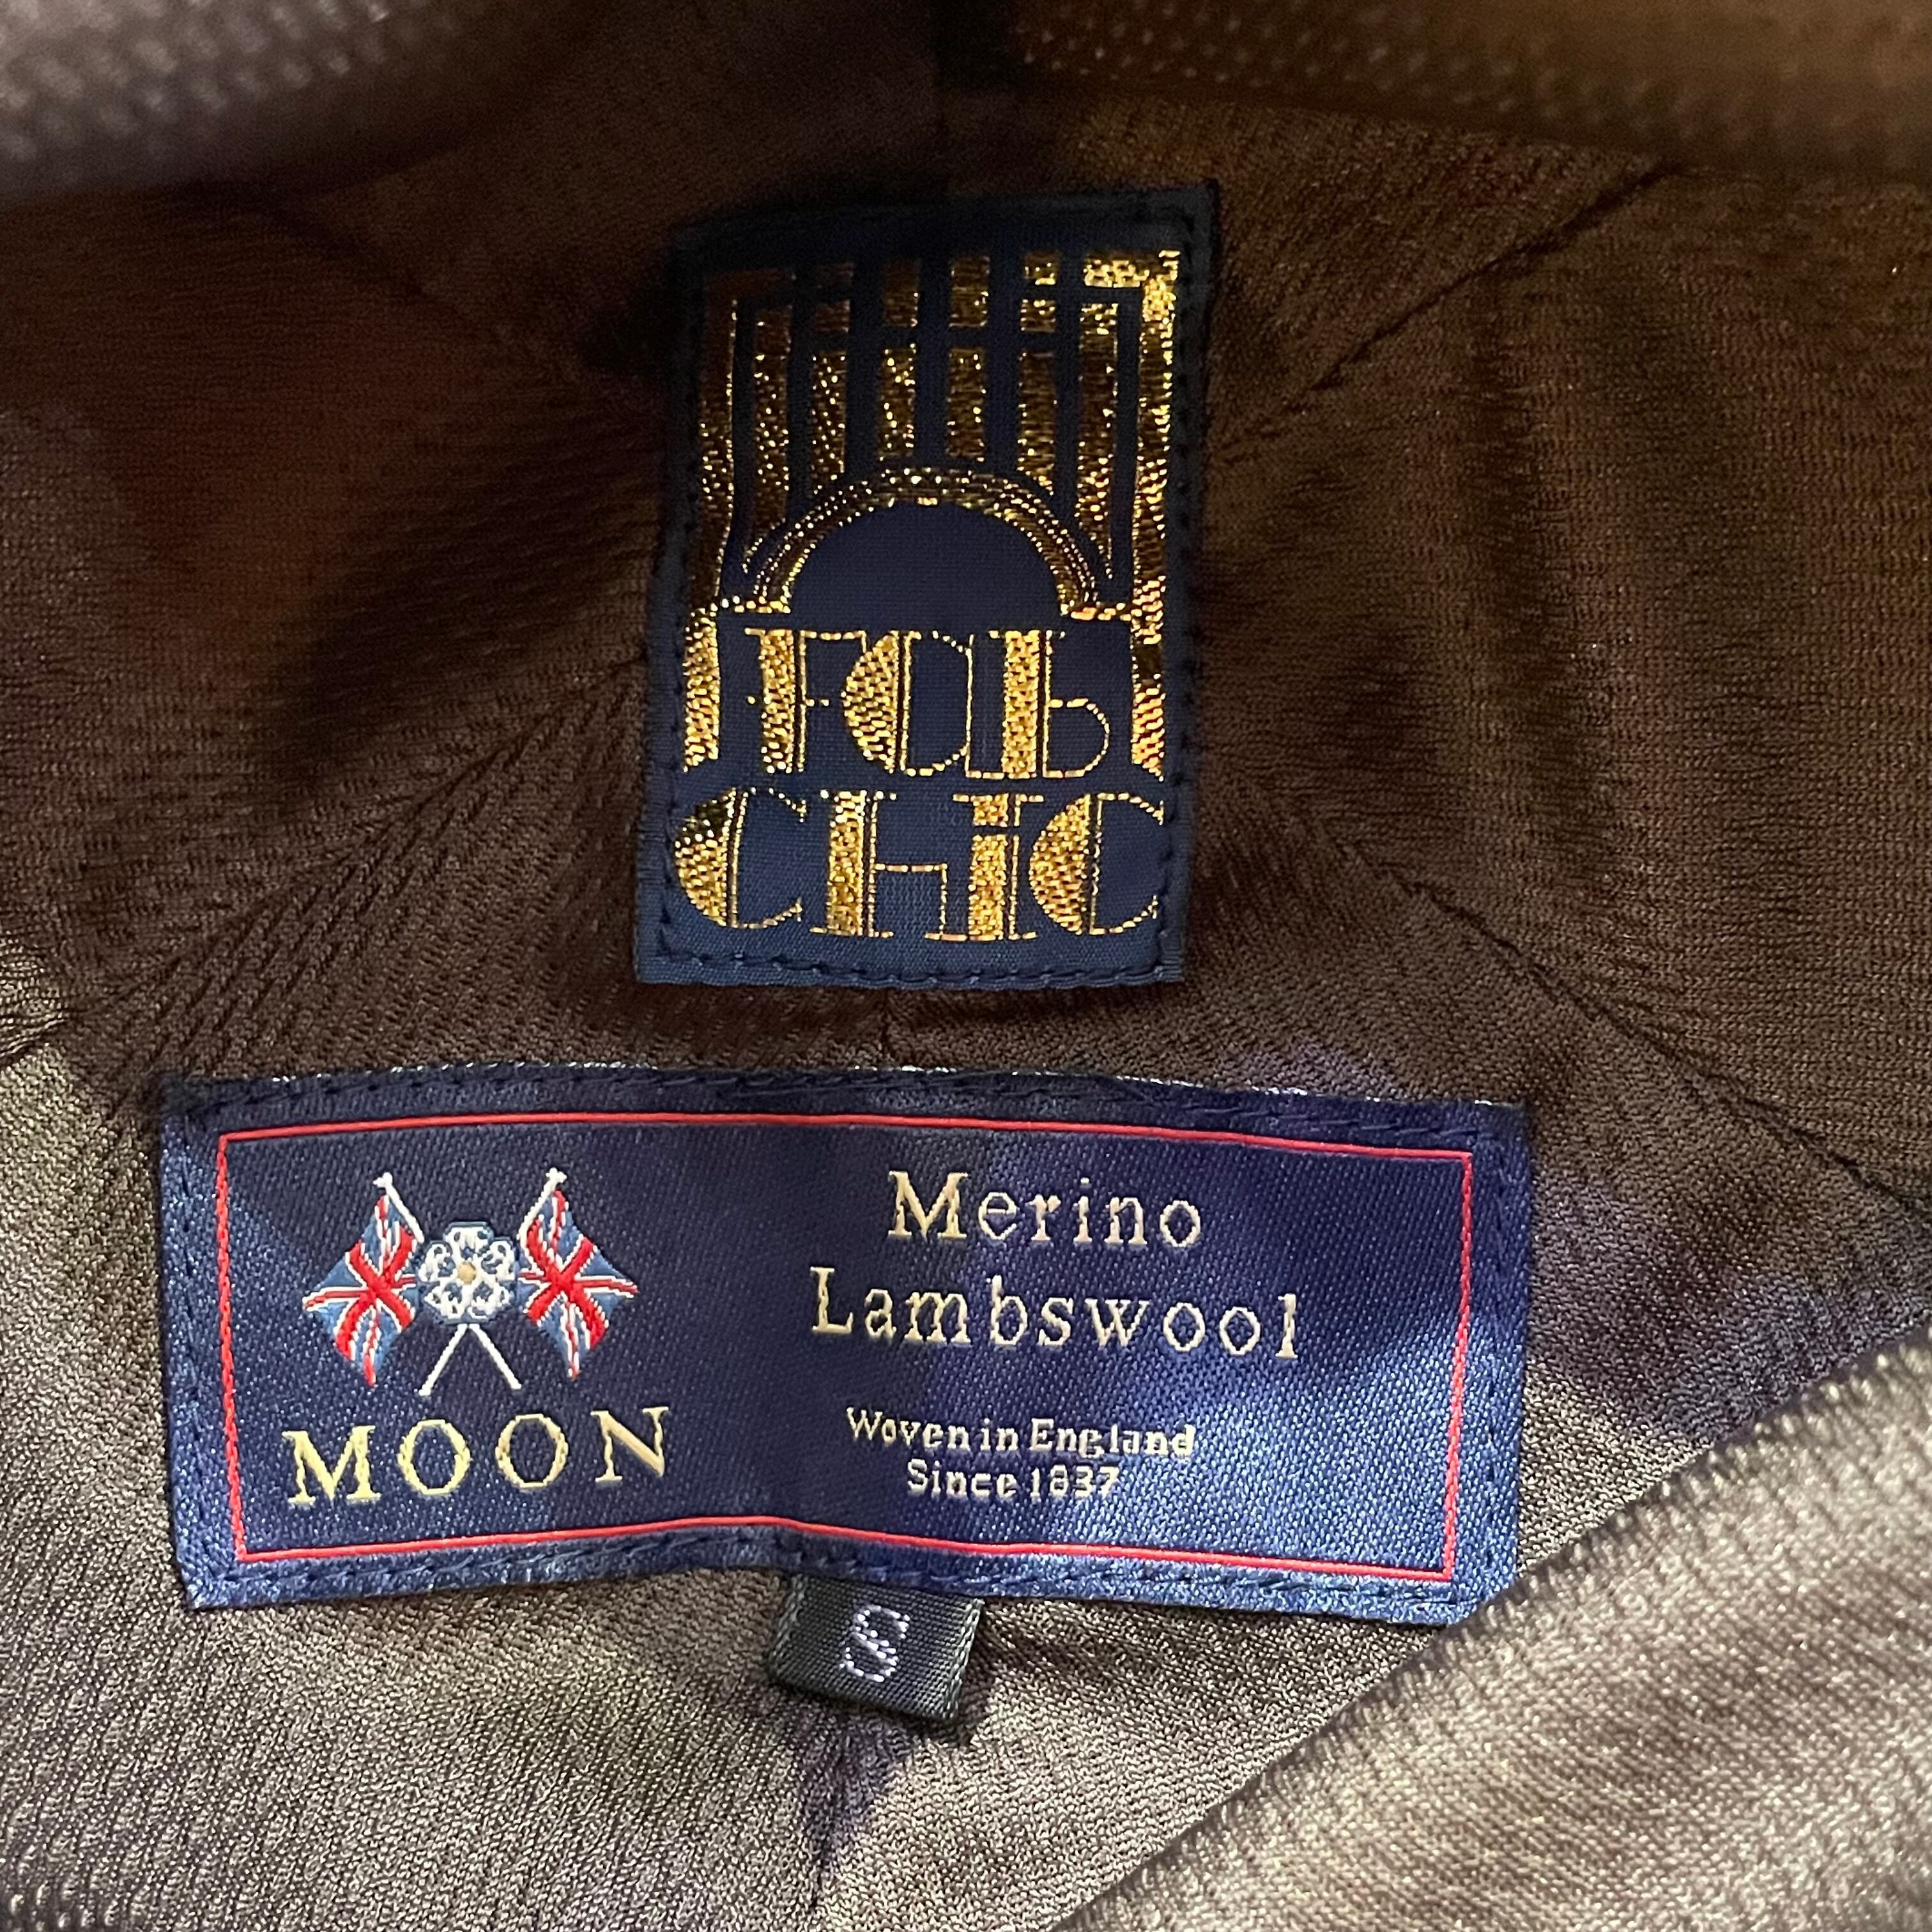 Fab
CHiC
MOON
Merino
Lambswool
Woven in England
Since 1837
S